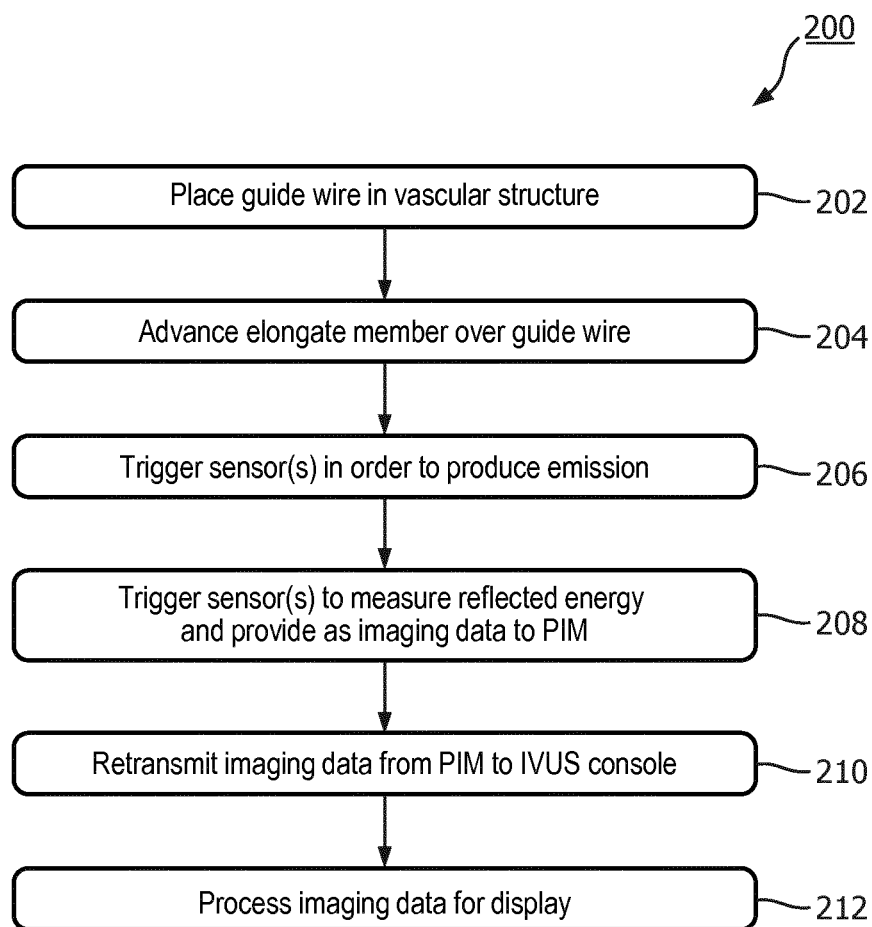 200
Place guide wire in vascular structure
202
Advance elongate member over guide wire
204
Trigger sensor(s) in order to produce emission
206
Trigger sensor(s) to measure reflected energy
and provide as imaging data to PIM
208
Retransmit imaging data from PIM to IVUS console
210
Process imaging data for display
212